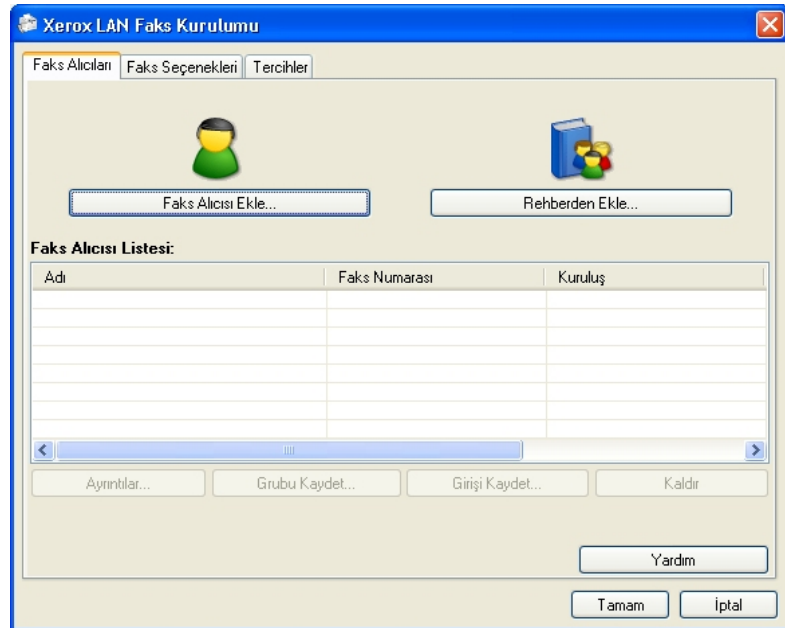 Xerox LAN Faks Kurulumu
Faks Alıcıları Faks Seçenekleri Tercihler
Faks Alıcısı Ekle... Rehberden Ekle...
Faks Alıcısı Listesi:
Adı Faks Numarası Kuruluş
Ayrıntılar... Grubu Kaydet... Girişi Kaydet... Kaldır
Yardım
Tamam İptal